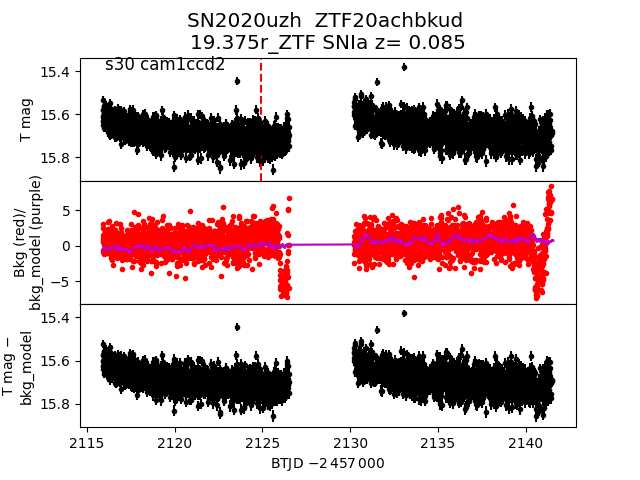 SN2020uzh  ZTF20achbkud
19.375r_ZTF SNIa z= 0.085
s30 cam1ccd2
15.4
15.6
15.8
T mag
5
0
−5
Bkg (red)/
bkg_model (purple)
15.4
15.6
15.8
T mag −
bkg_model
2115
2120
2125
2130
2135
2140
BTJD −2 457 000